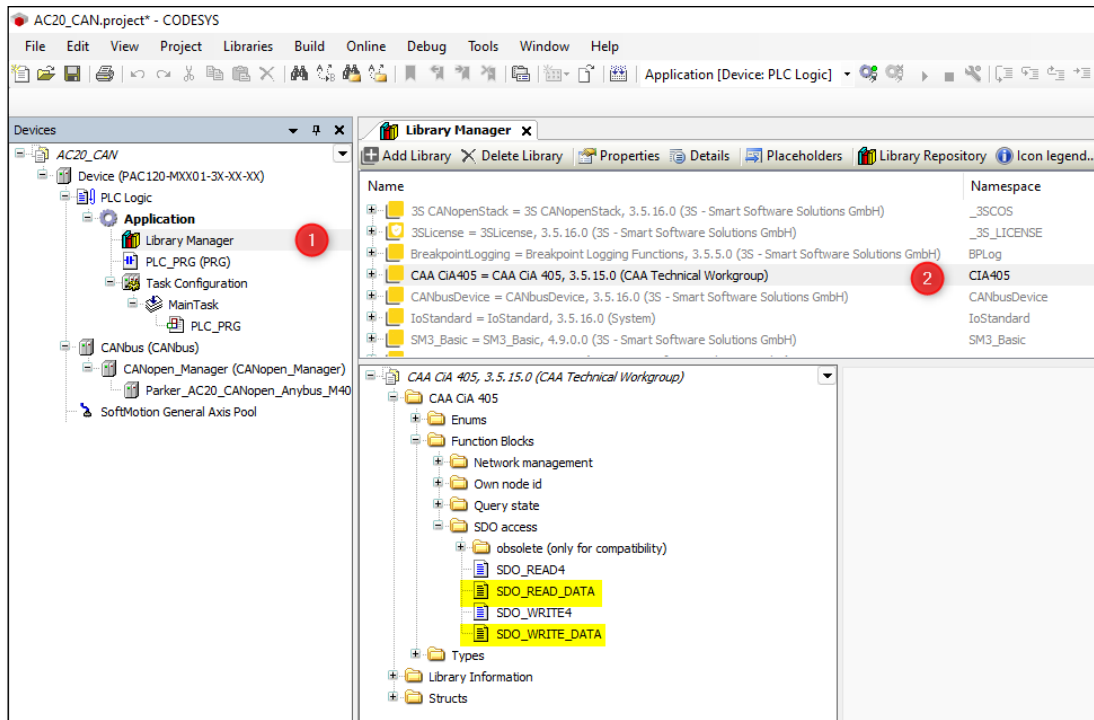 AC20_CAN.project* - CODESYS
File Edit View Project Libraries Build Online Debug Tools Window Help
Application [Device: PLC Logic]
Devices
AC20_CAN
Device (PAC120-MXX01-3X-XX-XX)
PLC Logic
Application
Library Manager 1
PLC_PRG (PRG)
Task Configuration
MainTask
PLC_PRG
CANbus (CANbus)
CANopen_Manager (CANopen_Manager)
Parker_AC20_CANopen_Anybus_M40
SoftMotion General Axis Pool
Library Manager
Add Library Delete Library Properties Details Placeholders Library Repository Icon legend...
Name Namespace
3S CANopenStack = 3S CANopenStack, 3.5.16.0 (3S - Smart Software Solutions GmbH) _3SCOS
3SLicense = 3SLicense, 3.5.16.0 (3S - Smart Software Solutions GmbH) _3S_LICENSE
BreakpointLogging = Breakpoint Logging Functions, 3.5.5.0 (3S - Smart Software Solutions GmbH) BPLog
CAA CiA405 = CAA CiA 405, 3.5.15.0 (CAA Technical Workgroup) 2 CIA405
CANbusDevice = CANbusDevice, 3.5.16.0 (3S - Smart Software Solutions GmbH) CANbusDevice
IoStandard = IoStandard, 3.5.16.0 (System) IoStandard
SM3_Basic = SM3_Basic, 4.9.0.0 (3S - Smart Software Solutions GmbH) SM3_Basic
CAA CiA 405, 3.5.15.0 (CAA Technical Workgroup)
CAA CiA 405
Enums
Function Blocks
Network management
Own node id
Query state
SDO access
obsolete (only for compatibility)
SDO_READ4
SDO_READ_DATA
SDO_WRITE4
SDO_WRITE_DATA
Types
Library Information
Structs